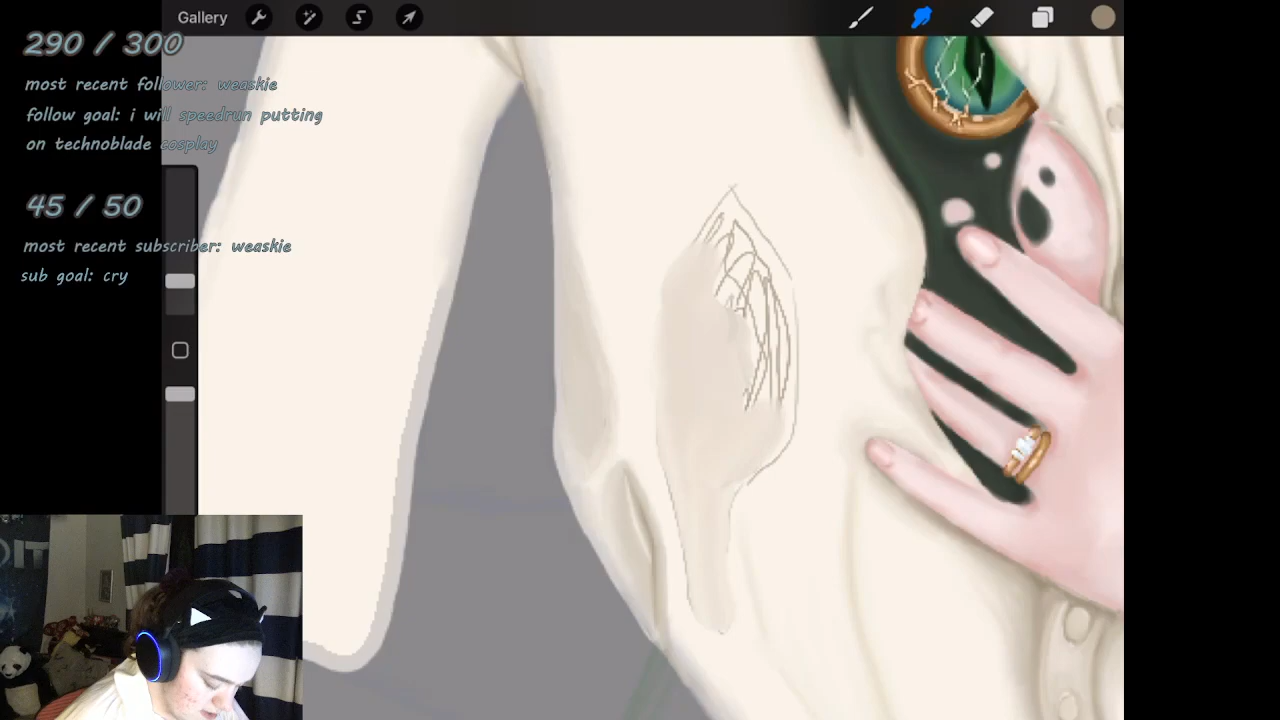 Gallery
290 / 300
most recent follower: weaskie
follow goal: i will speedrun putting
on technoblade cosplay
45 / 50
most recent subscriber: weaskie
sub goal: cry